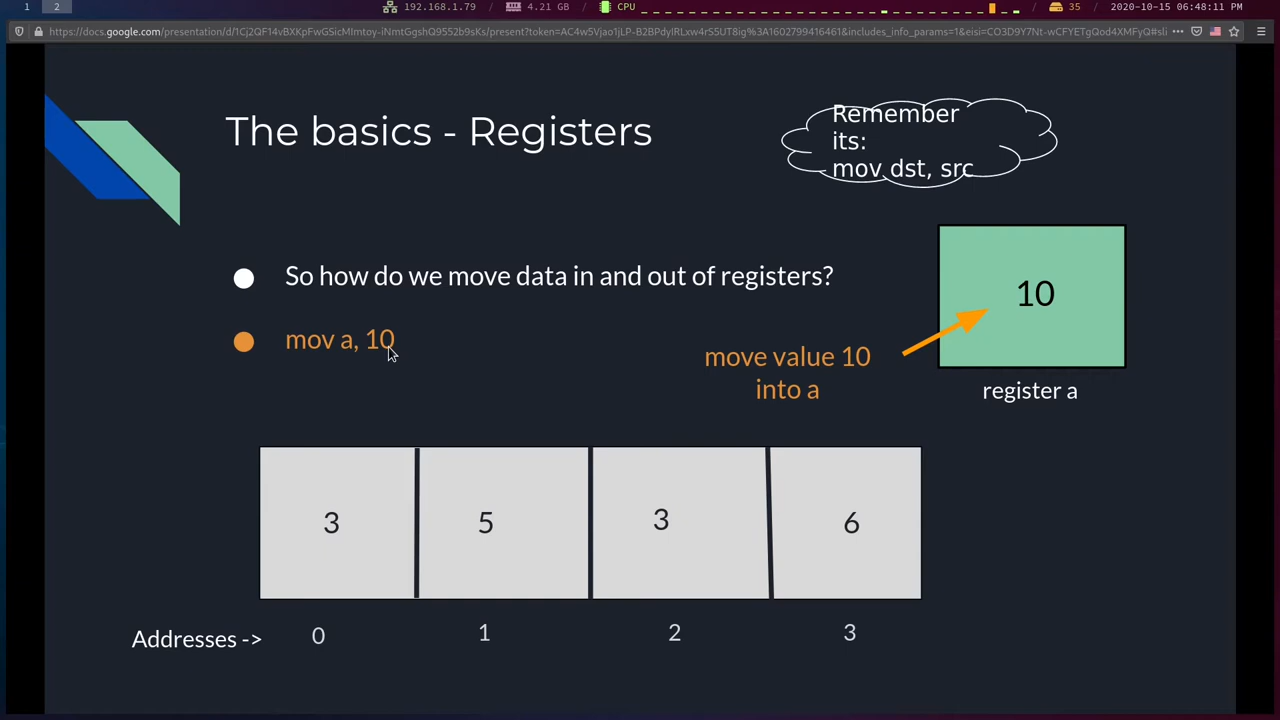 1 2 192.168.1.79 / 4.21 GB / CPU / 35 / 2020-10-15 06:48:11 PM
The basics - Registers
Remember
its:
mov dst, src
So how do we move data in and out of registers?
10
mov a, 10
move value 10
into a
register a
3 5 3 6
Addresses -> 0 1 2 3